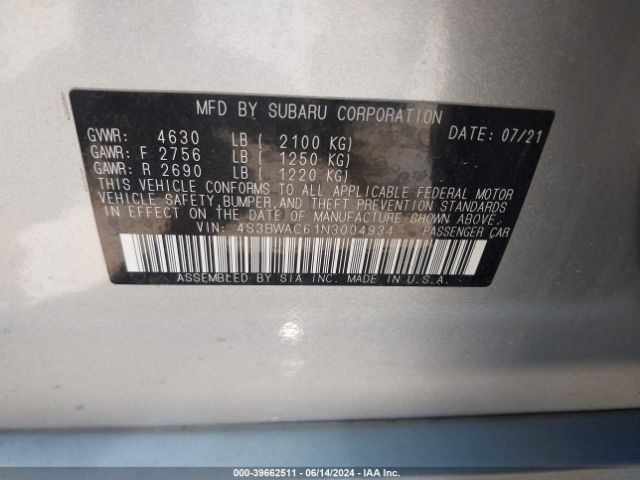 MFD BY SUBARU CORPORATION
DATE: 07/21
GVWR: 4630 LB ( 2100 KG)
GAWR: F 2756 LB ( 1250 KG)
GAWR: R 2690 LB ( 1220 KG)
THIS VEHICLE CONFORMS TO ALL APPLICABLE FEDERAL MOTOR
VEHICLE SAFETY, BUMPER, AND THEFT PREVENTION STANDARDS
IN EFFECT ON THE DATE OF MANUFACTURE SHOWN ABOVE.
VIN: 4S3BWAC61N3004934 PASSENGER CAR
ASSEMBLED BY SIA INC. MADE IN U.S.A.
000-39662511 - 06/14/2024 - IAA Inc.